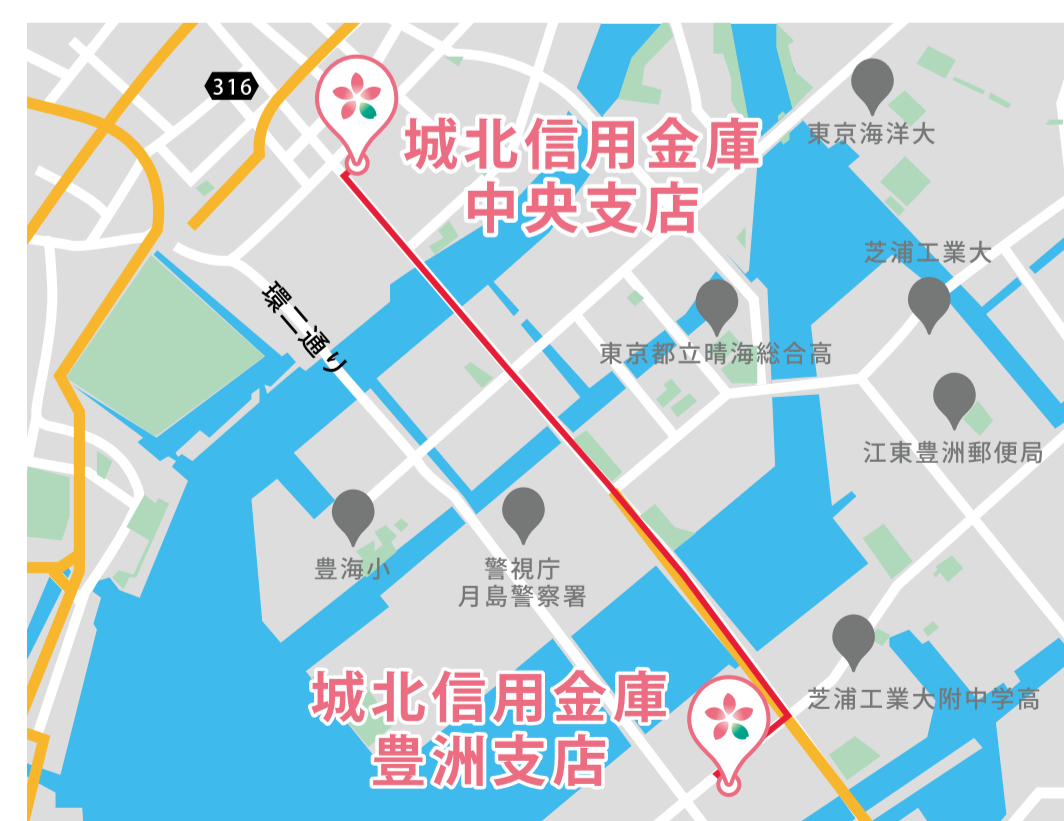 316
城北信用金庫
中央支店
東京海洋大
芝浦工業大
環二通り
東京都立晴海総合高
江東豊洲郵便局
豊海小
警視庁
月島警察署
城北信用金庫
豊洲支店
芝浦工業大附中学高